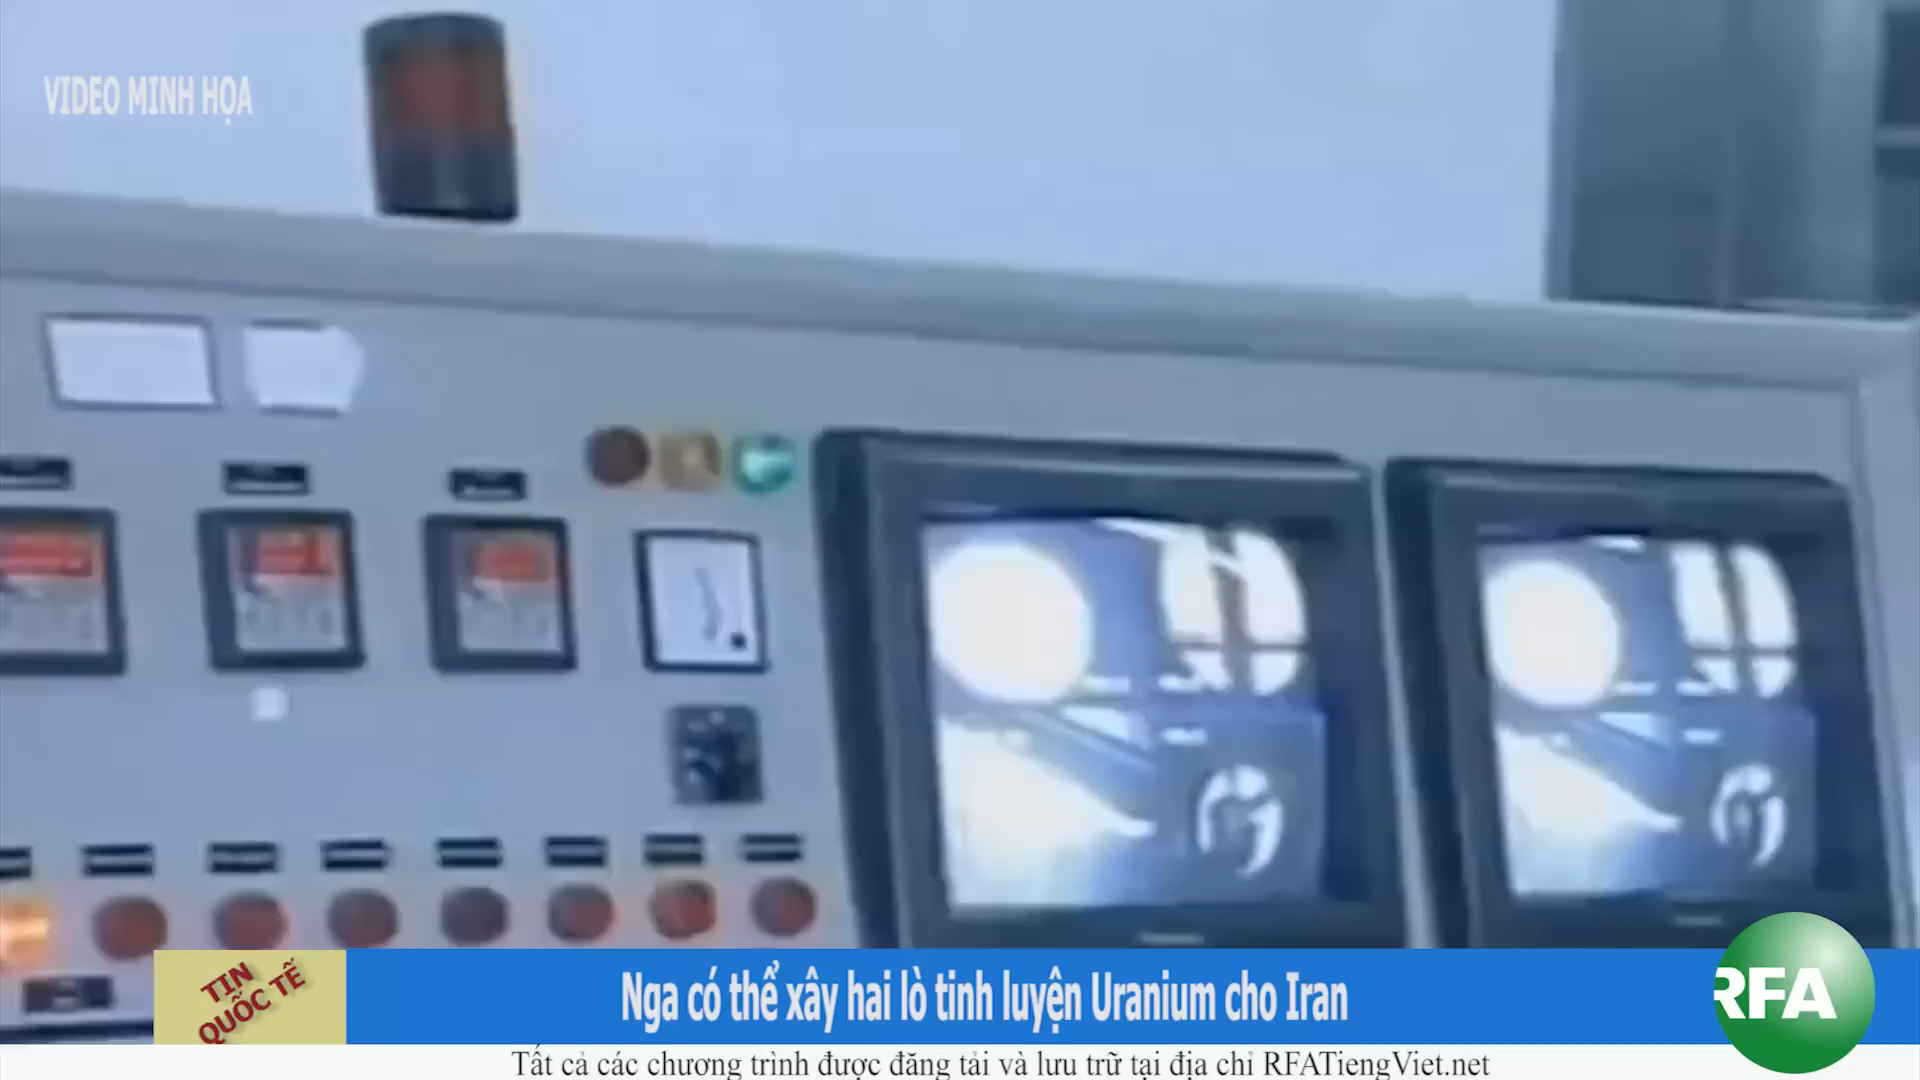 VIDEO MINH HỌA
TIN
QUỐC TẾ
Nga có thể xây hai lò tinh luyện Uranium cho Iran
RFA
Tất cả các chương trình được đăng tải và lưu trữ tại địa chỉ RFATiengViet.net